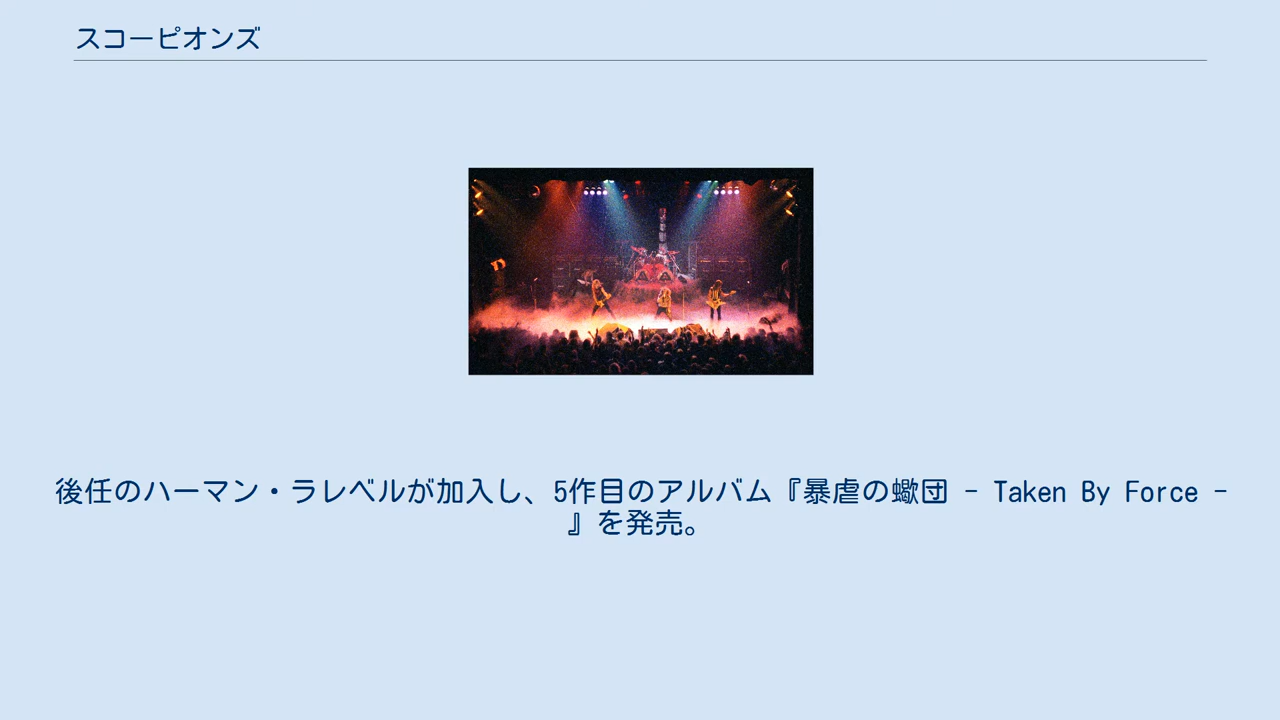 スコーピオンズ
後任のハーマン・ラレベルが加入し、5作目のアルバム『暴虐の蠍団 - Taken By Force -
』を発売。